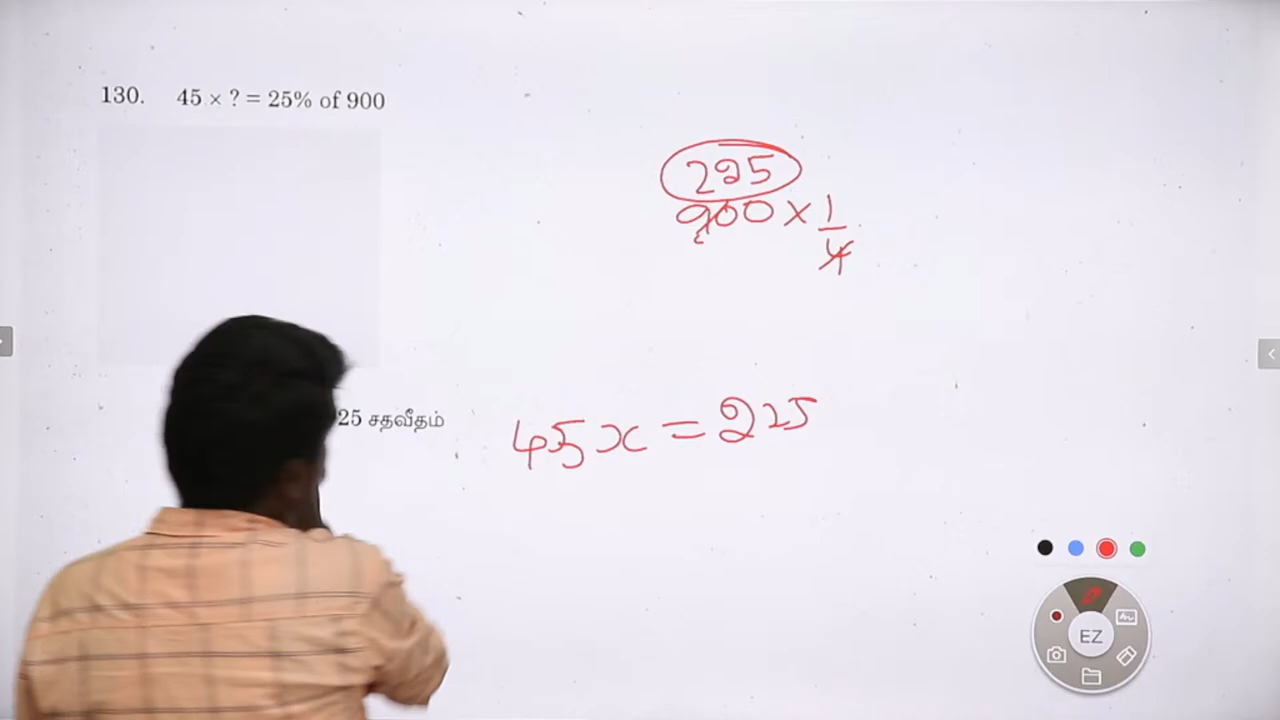 130. 45 × ? = 25% of 900
225
900 × 1/4
25 சதவீதம்
45x = 225
EZ